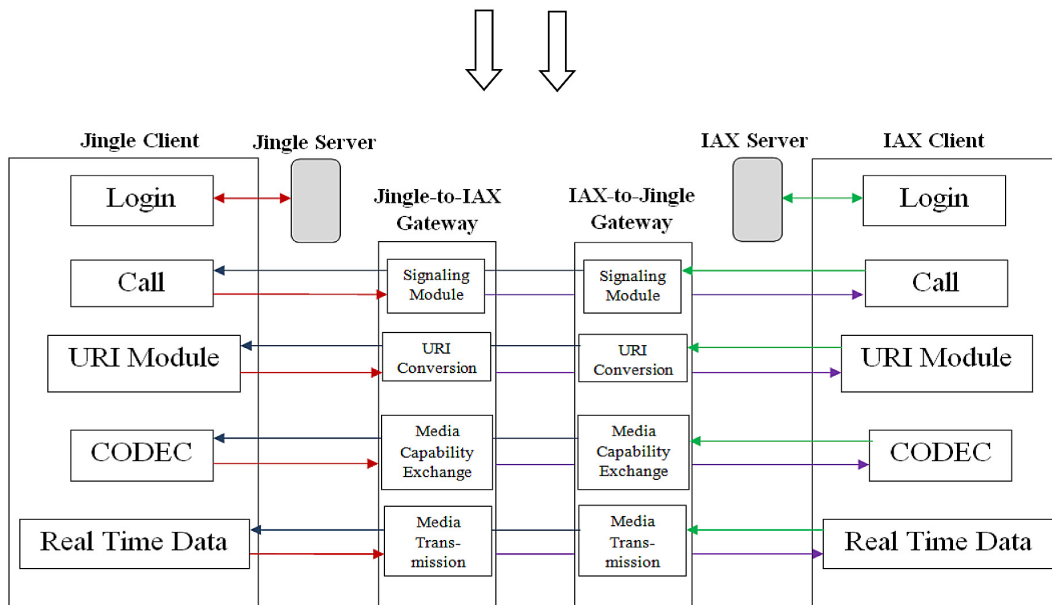 Jingle Client
Jingle Server
IAX Server
IAX Client
Login
Jingle-to-IAX
Gateway
IAX-to-Jingle
Gateway
Login
Call
Signaling
Module
Signaling
Module
Call
URI Module
URI
Conversion
URI
Conversion
URI Module
CODEC
Media
Capability
Exchange
Media
Capability
Exchange
CODEC
Real Time Data
Media
Trans-
mission
Media
Trans-
mission
Real Time Data